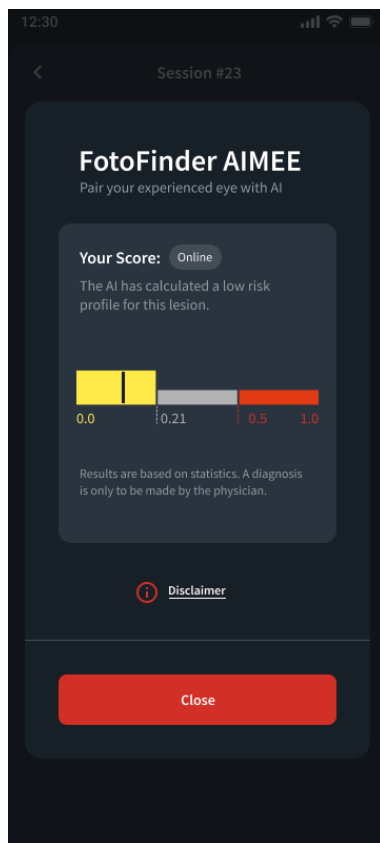 12:30
Session #23
FotoFinder AIMEE
Pair your experienced eye with AI
Your Score: Online
The AI has calculated a low risk
profile for this lesion.
0.0 0.21 0.5 1.0
Results are based on statistics. A diagnosis
is only to be made by the physician.
Disclaimer
Close